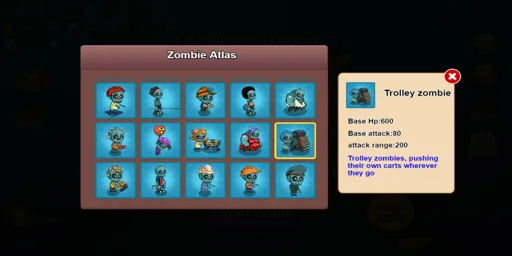 Zombie Atlas
Trolley zombie
Base Hp:600
Base attack:80
attack range:200
Trolley zombies, pushing
their own carts wherever
they go